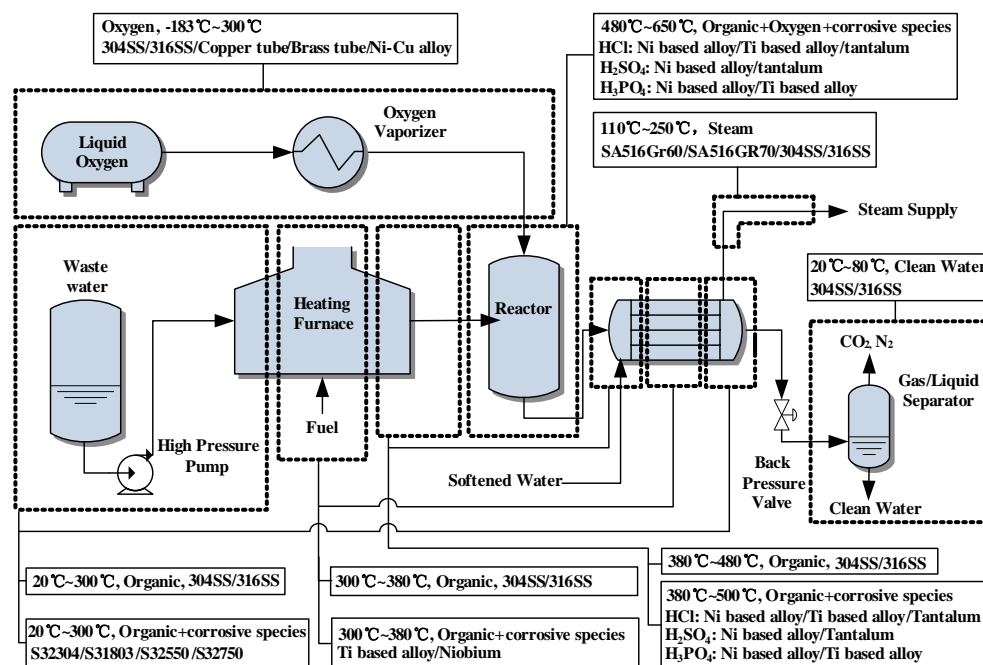 Oxygen, -183℃~300℃
304SS/316SS/Copper tube/Brass tube/Ni-Cu alloy
480℃~650℃, Organic+Oxygen+corrosive species
HCl: Ni based alloy/Ti based alloy/tantalum
H₂SO₄: Ni based alloy/tantalum
H₃PO₄: Ni based alloy/Ti based alloy
Liquid
Oxygen
Oxygen
Vaporizer
110℃~250℃, Steam
SA516Gr60/SA516GR70/304SS/316SS
Steam Supply
Waste
water
Heating
Furnace
Reactor
20℃~80℃, Clean Water
304SS/316SS
CO₂, N₂
Gas/Liquid
Separator
Fuel
High Pressure
Pump
Softened Water
Back
Pressure
Valve
Clean Water
20℃~300℃, Organic, 304SS/316SS
300℃~380℃, Organic, 304SS/316SS
380℃~480℃, Organic, 304SS/316SS
20℃~300℃, Organic+corrosive species
S32304/S31803/S32550/S32750
300℃~380℃, Organic+corrosive species
Ti based alloy/Niobium
380℃~500℃, Organic+corrosive species
HCl: Ni based alloy/Ti based alloy/Tantalum
H₂SO₄: Ni based alloy/Tantalum
H₃PO₄: Ni based alloy/Ti based alloy